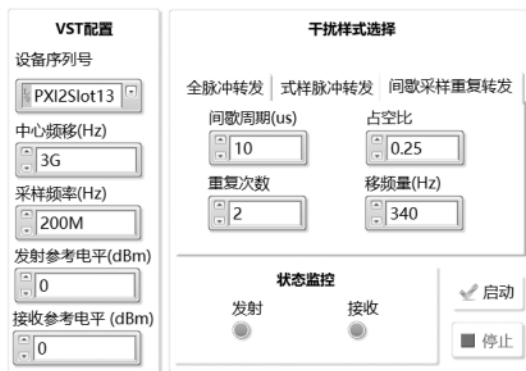 VST配置
设备序列号
PXI2Slot13
中心频移(Hz)
3G
采样频率(Hz)
200M
发射参考电平(dBm)
0
接收参考电平 (dBm)
0
干扰样式选择
全脉冲转发 式样脉冲转发 间歇采样重复转发
间歇周期(us) 占空比
10 0.25
重复次数 移频量(Hz)
2 340
状态监控
发射 接收
启动
停止